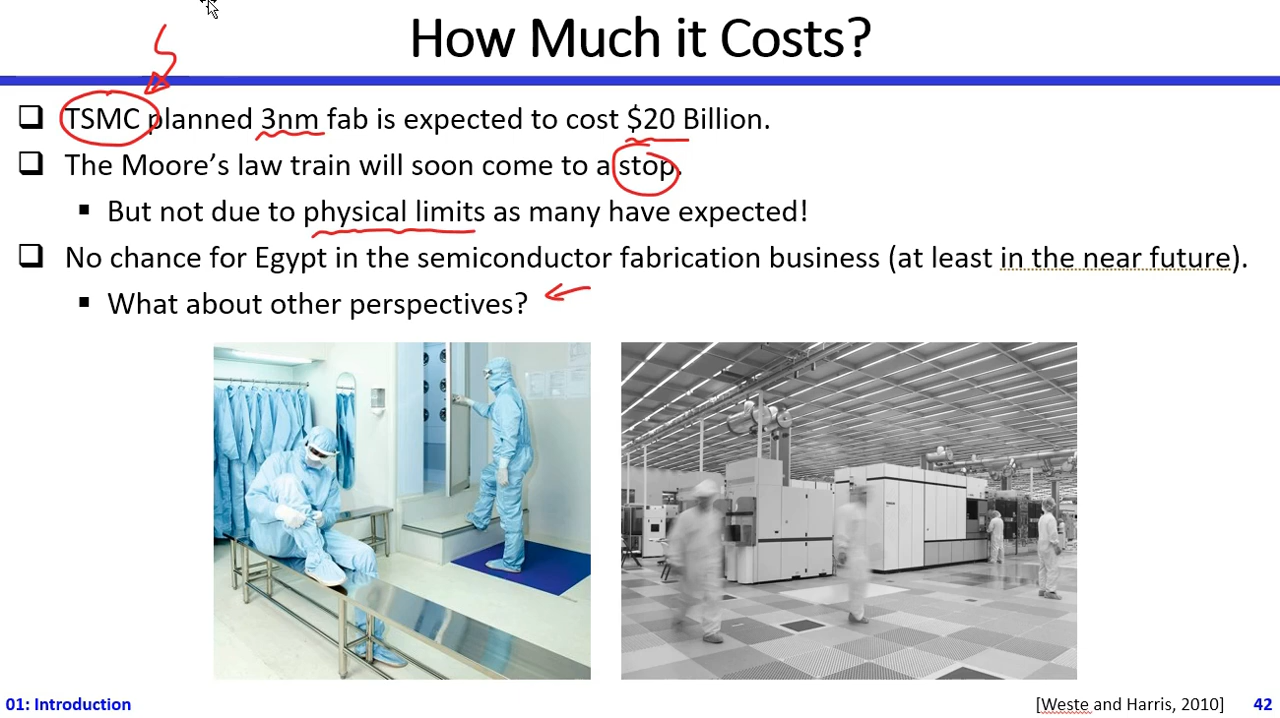 How Much it Costs?
TSMC planned 3nm fab is expected to cost $20 Billion.
The Moore’s law train will soon come to a stop.
But not due to physical limits as many have expected!
No chance for Egypt in the semiconductor fabrication business (at least in the near future).
What about other perspectives?
01: Introduction
[Weste and Harris, 2010]
42